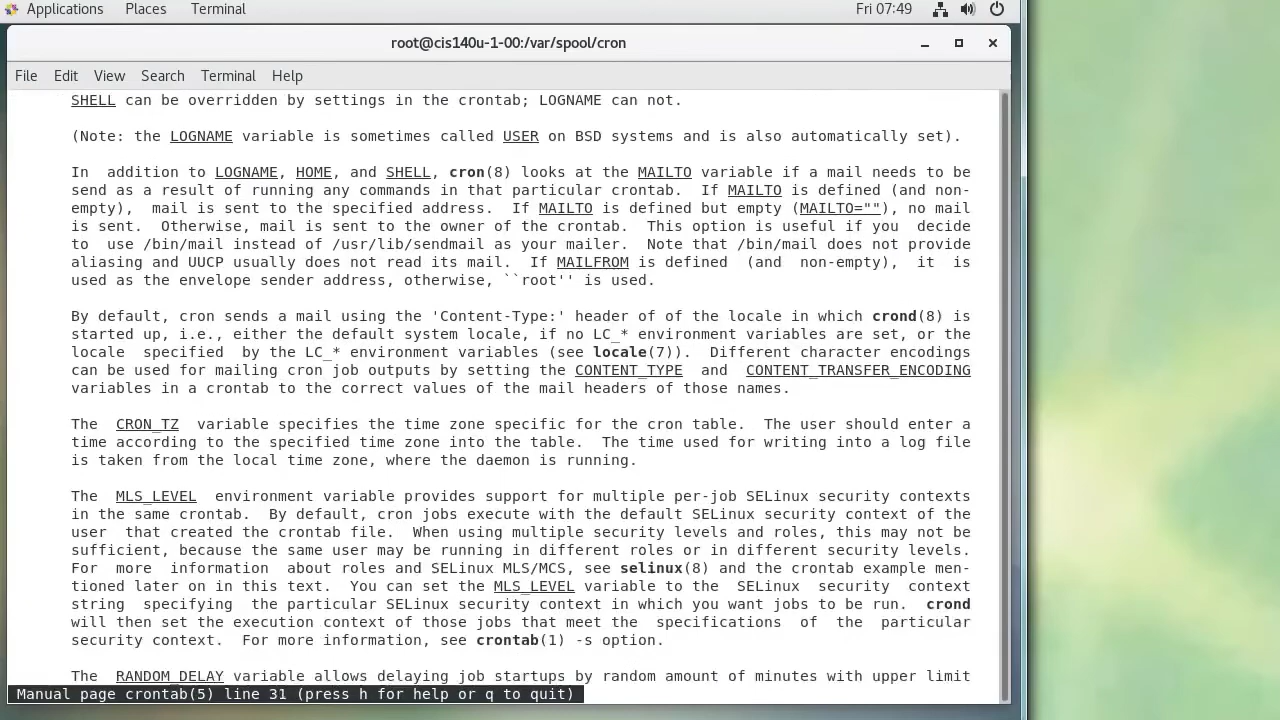 Applications Places Terminal Fri 07:49
root@cis140u-1-00:/var/spool/cron
File Edit View Search Terminal Help
SHELL can be overridden by settings in the crontab; LOGNAME can not.
(Note: the LOGNAME variable is sometimes called USER on BSD systems and is also automatically set).
In addition to LOGNAME, HOME, and SHELL, cron(8) looks at the MAILTO variable if a mail needs to be
send as a result of running any commands in that particular crontab. If MAILTO is defined (and non-
empty), mail is sent to the specified address. If MAILTO is defined but empty (MAILTO=""), no mail
is sent. Otherwise, mail is sent to the owner of the crontab. This option is useful if you decide
to use /bin/mail instead of /usr/lib/sendmail as your mailer. Note that /bin/mail does not provide
aliasing and UUCP usually does not read its mail. If MAILFROM is defined (and non-empty), it is
used as the envelope sender address, otherwise, ``root'' is used.
By default, cron sends a mail using the 'Content-Type:' header of of the locale in which crond(8) is
started up, i.e., either the default system locale, if no LC_* environment variables are set, or the
locale specified by the LC_* environment variables (see locale(7)). Different character encodings
can be used for mailing cron job outputs by setting the CONTENT_TYPE and CONTENT_TRANSFER_ENCODING
variables in a crontab to the correct values of the mail headers of those names.
The CRON_TZ variable specifies the time zone specific for the cron table. The user should enter a
time according to the specified time zone into the table. The time used for writing into a log file
is taken from the local time zone, where the daemon is running.
The MLS_LEVEL environment variable provides support for multiple per-job SELinux security contexts
in the same crontab. By default, cron jobs execute with the default SELinux security context of the
user that created the crontab file. When using multiple security levels and roles, this may not be
sufficient, because the same user may be running in different roles or in different security levels.
For more information about roles and SELinux MLS/MCS, see selinux(8) and the crontab example men-
tioned later on in this text. You can set the MLS_LEVEL variable to the SELinux security context
string specifying the particular SELinux security context in which you want jobs to be run. crond
will then set the execution context of those jobs that meet the specifications of the particular
security context. For more information, see crontab(1) -s option.
The RANDOM_DELAY variable allows delaying job startups by random amount of minutes with upper limit
Manual page crontab(5) line 31 (press h for help or q to quit)